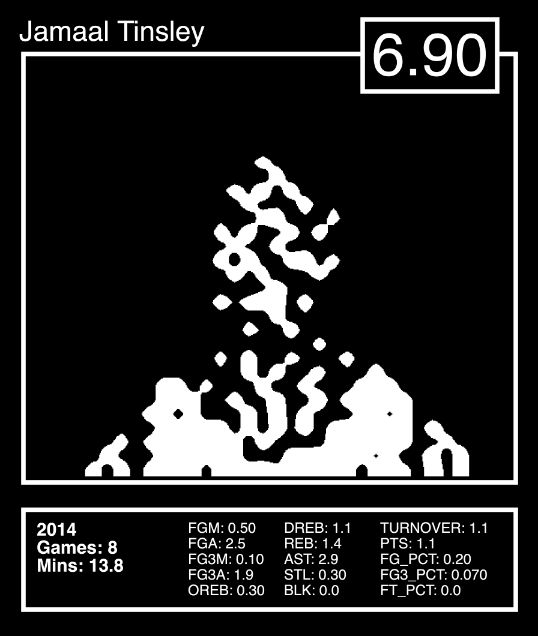 Jamaal Tinsley
6.90
2014
Games: 8
Mins: 13.8
FGM: 0.50
FGA: 2.5
FG3M: 0.10
FG3A: 1.9
OREB: 0.30
DREB: 1.1
REB: 1.4
AST: 2.9
STL: 0.30
BLK: 0.0
TURNOVER: 1.1
PTS: 1.1
FG_PCT: 0.20
FG3_PCT: 0.070
FT_PCT: 0.0